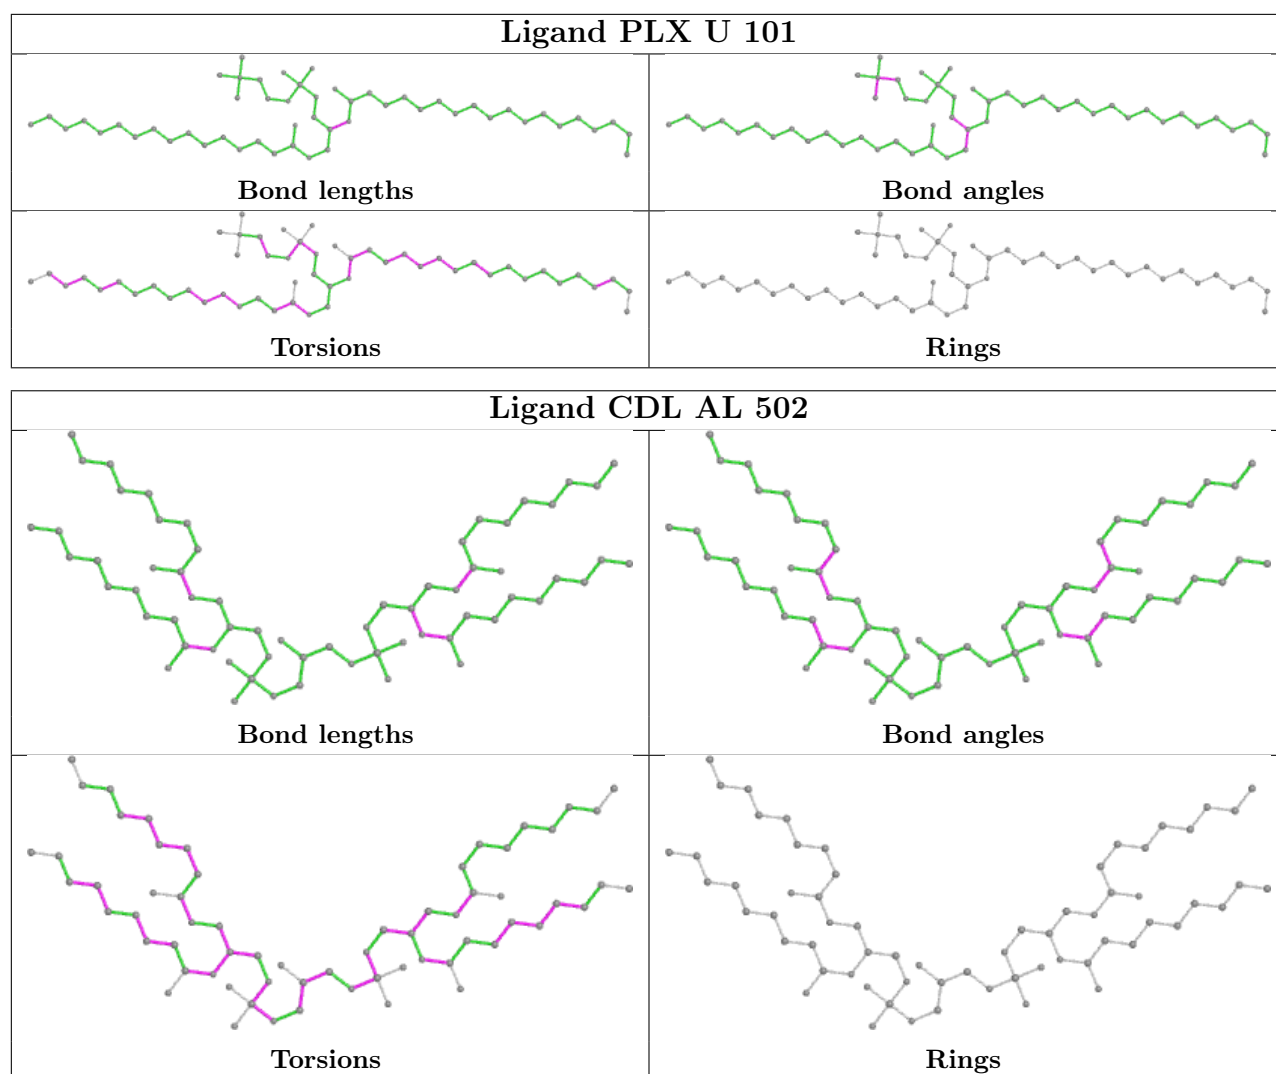 Ligand PLX U 101
Bond lengths
Bond angles
Torsions
Rings
Ligand CDL AL 502
Bond lengths
Bond angles
Torsions
Rings